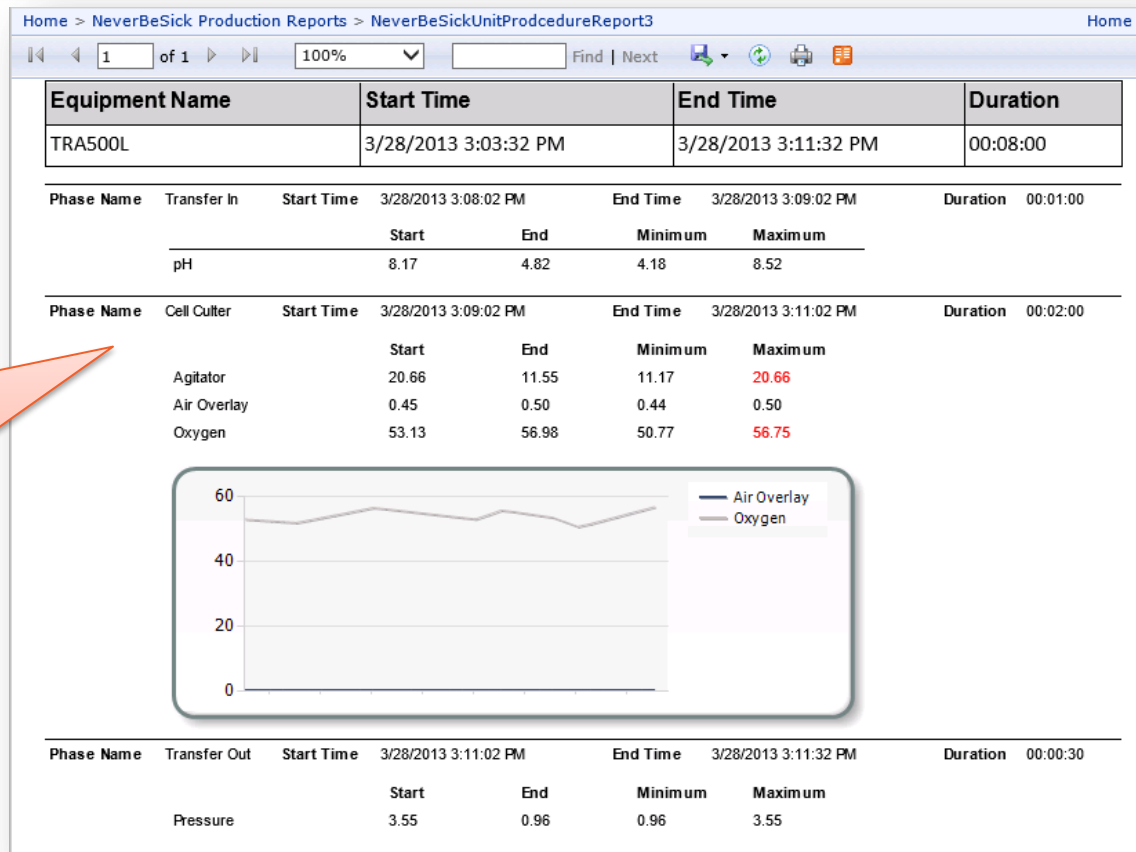 Home > NeverBeSick Production Reports > NeverBeSickUnitProdcedureReport3 Home
1 of 1 100% Find | Next
Equipment Name Start Time End Time Duration
TRA500L 3/28/2013 3:03:32 PM 3/28/2013 3:11:32 PM 00:08:00
Phase Name Transfer In Start Time 3/28/2013 3:08:02 PM End Time 3/28/2013 3:09:02 PM Duration 00:01:00
Start End Minimum Maximum
pH 8.17 4.82 4.18 8.52
Phase Name Cell Culter Start Time 3/28/2013 3:09:02 PM End Time 3/28/2013 3:11:02 PM Duration 00:02:00
Start End Minimum Maximum
Agitator 20.66 11.55 11.17 20.66
Air Overlay 0.45 0.50 0.44 0.50
Oxygen 53.13 56.98 50.77 56.75
60 Air Overlay
Oxygen
40
20
0
Phase Name Transfer Out Start Time 3/28/2013 3:11:02 PM End Time 3/28/2013 3:11:32 PM Duration 00:00:30
Start End Minimum Maximum
Pressure 3.55 0.96 0.96 3.55